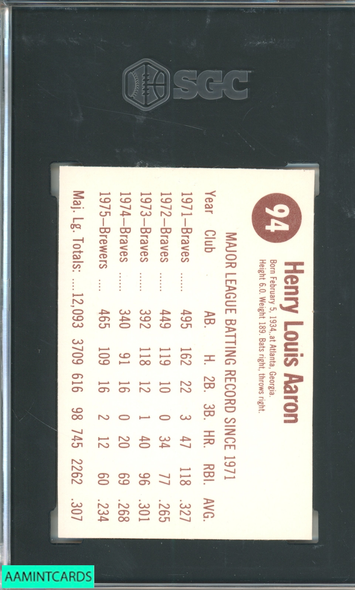 SGC
94
Henry Louis Aaron
Born February 5, 1934, at Atlanta, Georgia.
Height 6.0. Weight 189. Bats right, throws right.
MAJOR LEAGUE BATTING RECORD SINCE 1971
Year Club AB. H. 2B. 3B. HR. RBI. AVG.
1971—Braves ...... 495 162 22 3 47 118 .327
1972—Braves ...... 449 119 10 0 34 77 .265
1973—Braves ...... 392 118 12 1 40 96 .301
1974—Braves ...... 340 91 16 0 20 69 .268
1975—Brewers ..... 465 109 16 2 12 60 .234
Maj. Lg. Totals: ....12,093 3709 616 98 745 2262 .307
AAMINTCARDS